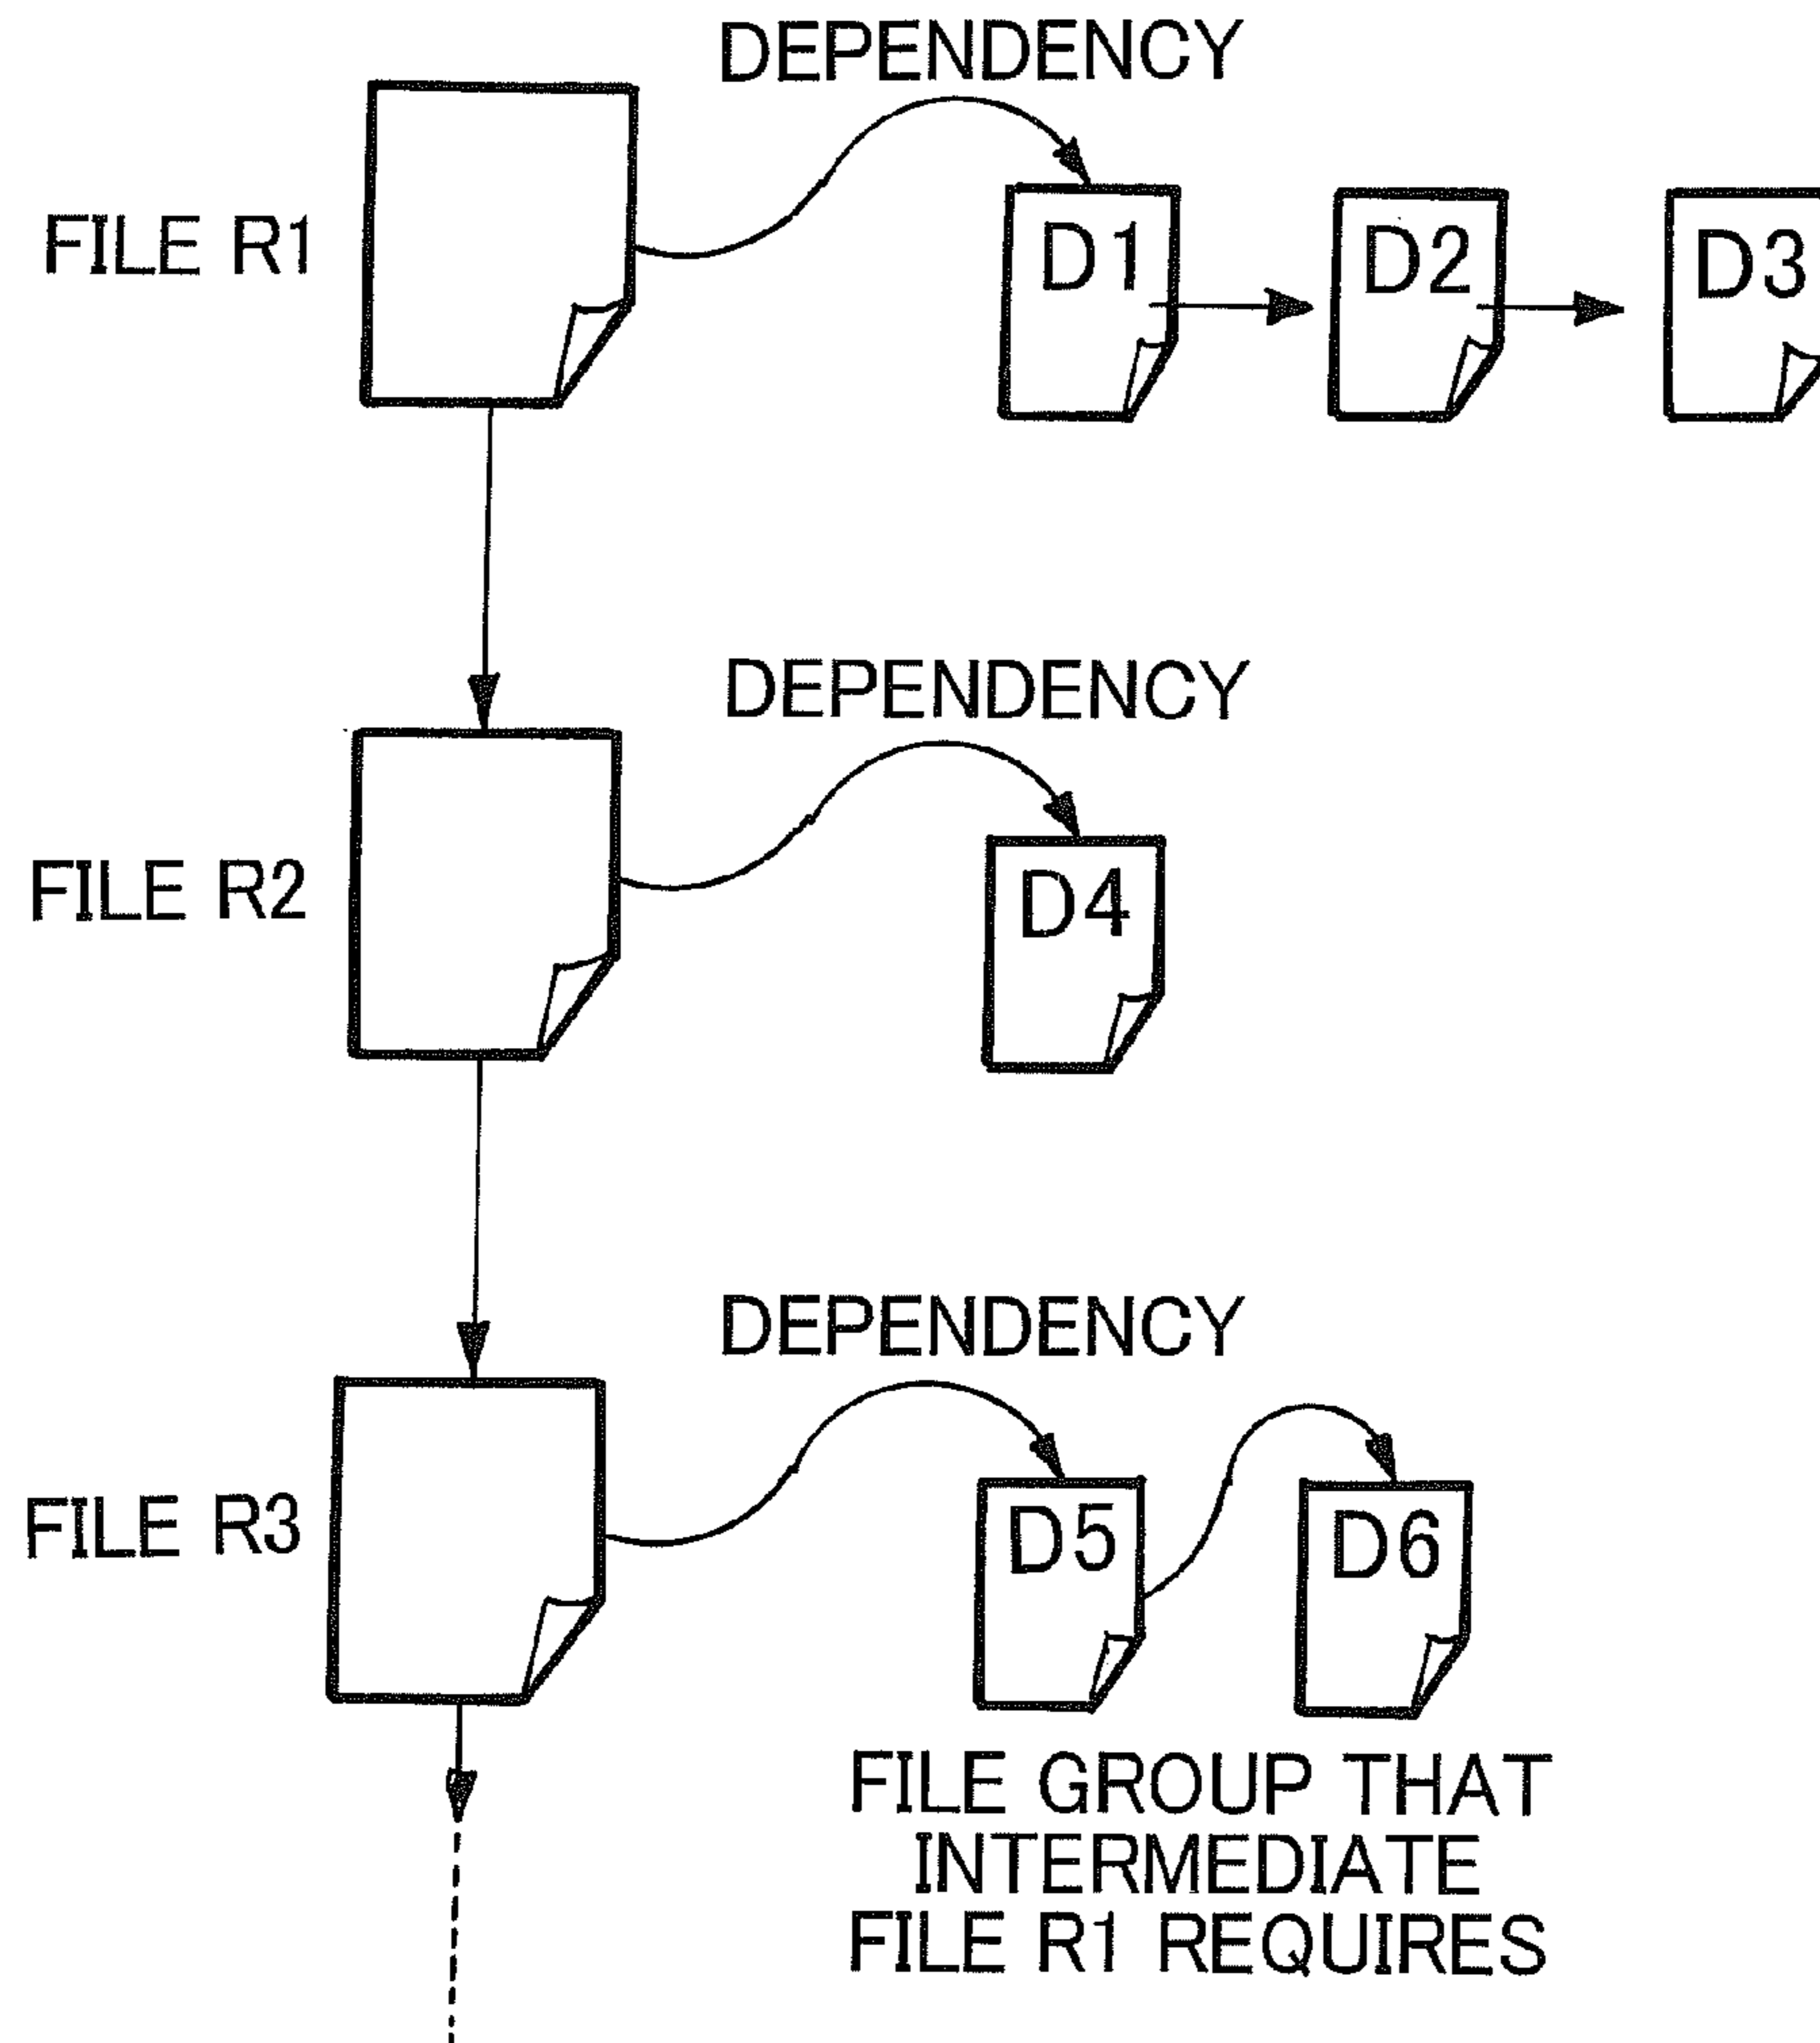 DEPENDENCY
FILE R1
D1
D2
D3
DEPENDENCY
FILE R2
D4
DEPENDENCY
FILE R3
D5
D6
FILE GROUP THAT
INTERMEDIATE
FILE R1 REQUIRES